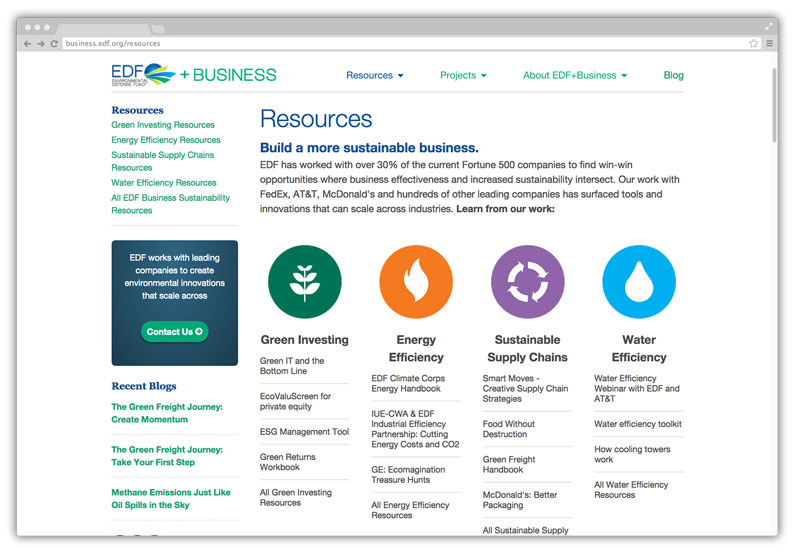 business.edf.org/resources
EDF
ENVIRONMENTAL
DEFENSE FUND®
+ BUSINESS
Resources
Projects
About EDF+Business
Blog
Resources
Green Investing Resources
Energy Efficiency Resources
Sustainable Supply Chains
Resources
Water Efficiency Resources
All EDF Business Sustainability
Resources
EDF works with leading
companies to create
environmental innovations
that scale across
Contact Us
Recent Blogs
The Green Freight Journey:
Create Momentum
The Green Freight Journey:
Take Your First Step
Methane Emissions Just Like
Oil Spills in the Sky
Resources
Build a more sustainable business.
EDF has worked with over 30% of the current Fortune 500 companies to find win-win
opportunities where business effectiveness and increased sustainability intersect. Our work with
FedEx, AT&T, McDonald's and hundreds of other leading companies has surfaced tools and
innovations that can scale across industries. Learn from our work:
Green Investing
Green IT and the
Bottom Line
EcoValuScreen for
private equity
ESG Management Tool
Green Returns
Workbook
All Green Investing
Resources
Energy
Efficiency
EDF Climate Corps
Energy Handbook
IUE-CWA & EDF
Industrial Efficiency
Partnership: Cutting
Energy Costs and CO2
GE: Ecomagination
Treasure Hunts
All Energy Efficiency
Resources
Sustainable
Supply Chains
Smart Moves -
Creative Supply Chain
Strategies
Food Without
Destruction
Green Freight
Handbook
McDonald's: Better
Packaging
All Sustainable Supply
Water
Efficiency
Water Efficiency
Webinar with EDF and
AT&T
Water efficiency toolkit
How cooling towers
work
All Water Efficiency
Resources